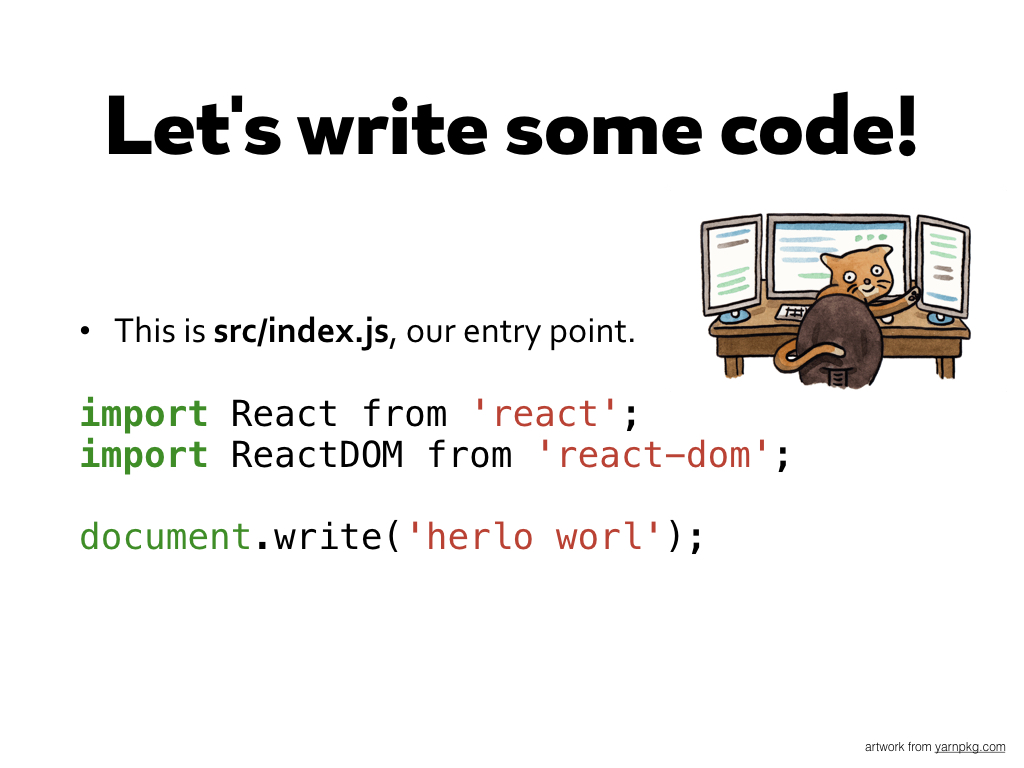 Let's write some code!
• This is src/index.js, our entry point.
import React from 'react';
import ReactDOM from 'react-dom';
document.write('herlo worl');
artwork from yarnpkg.com